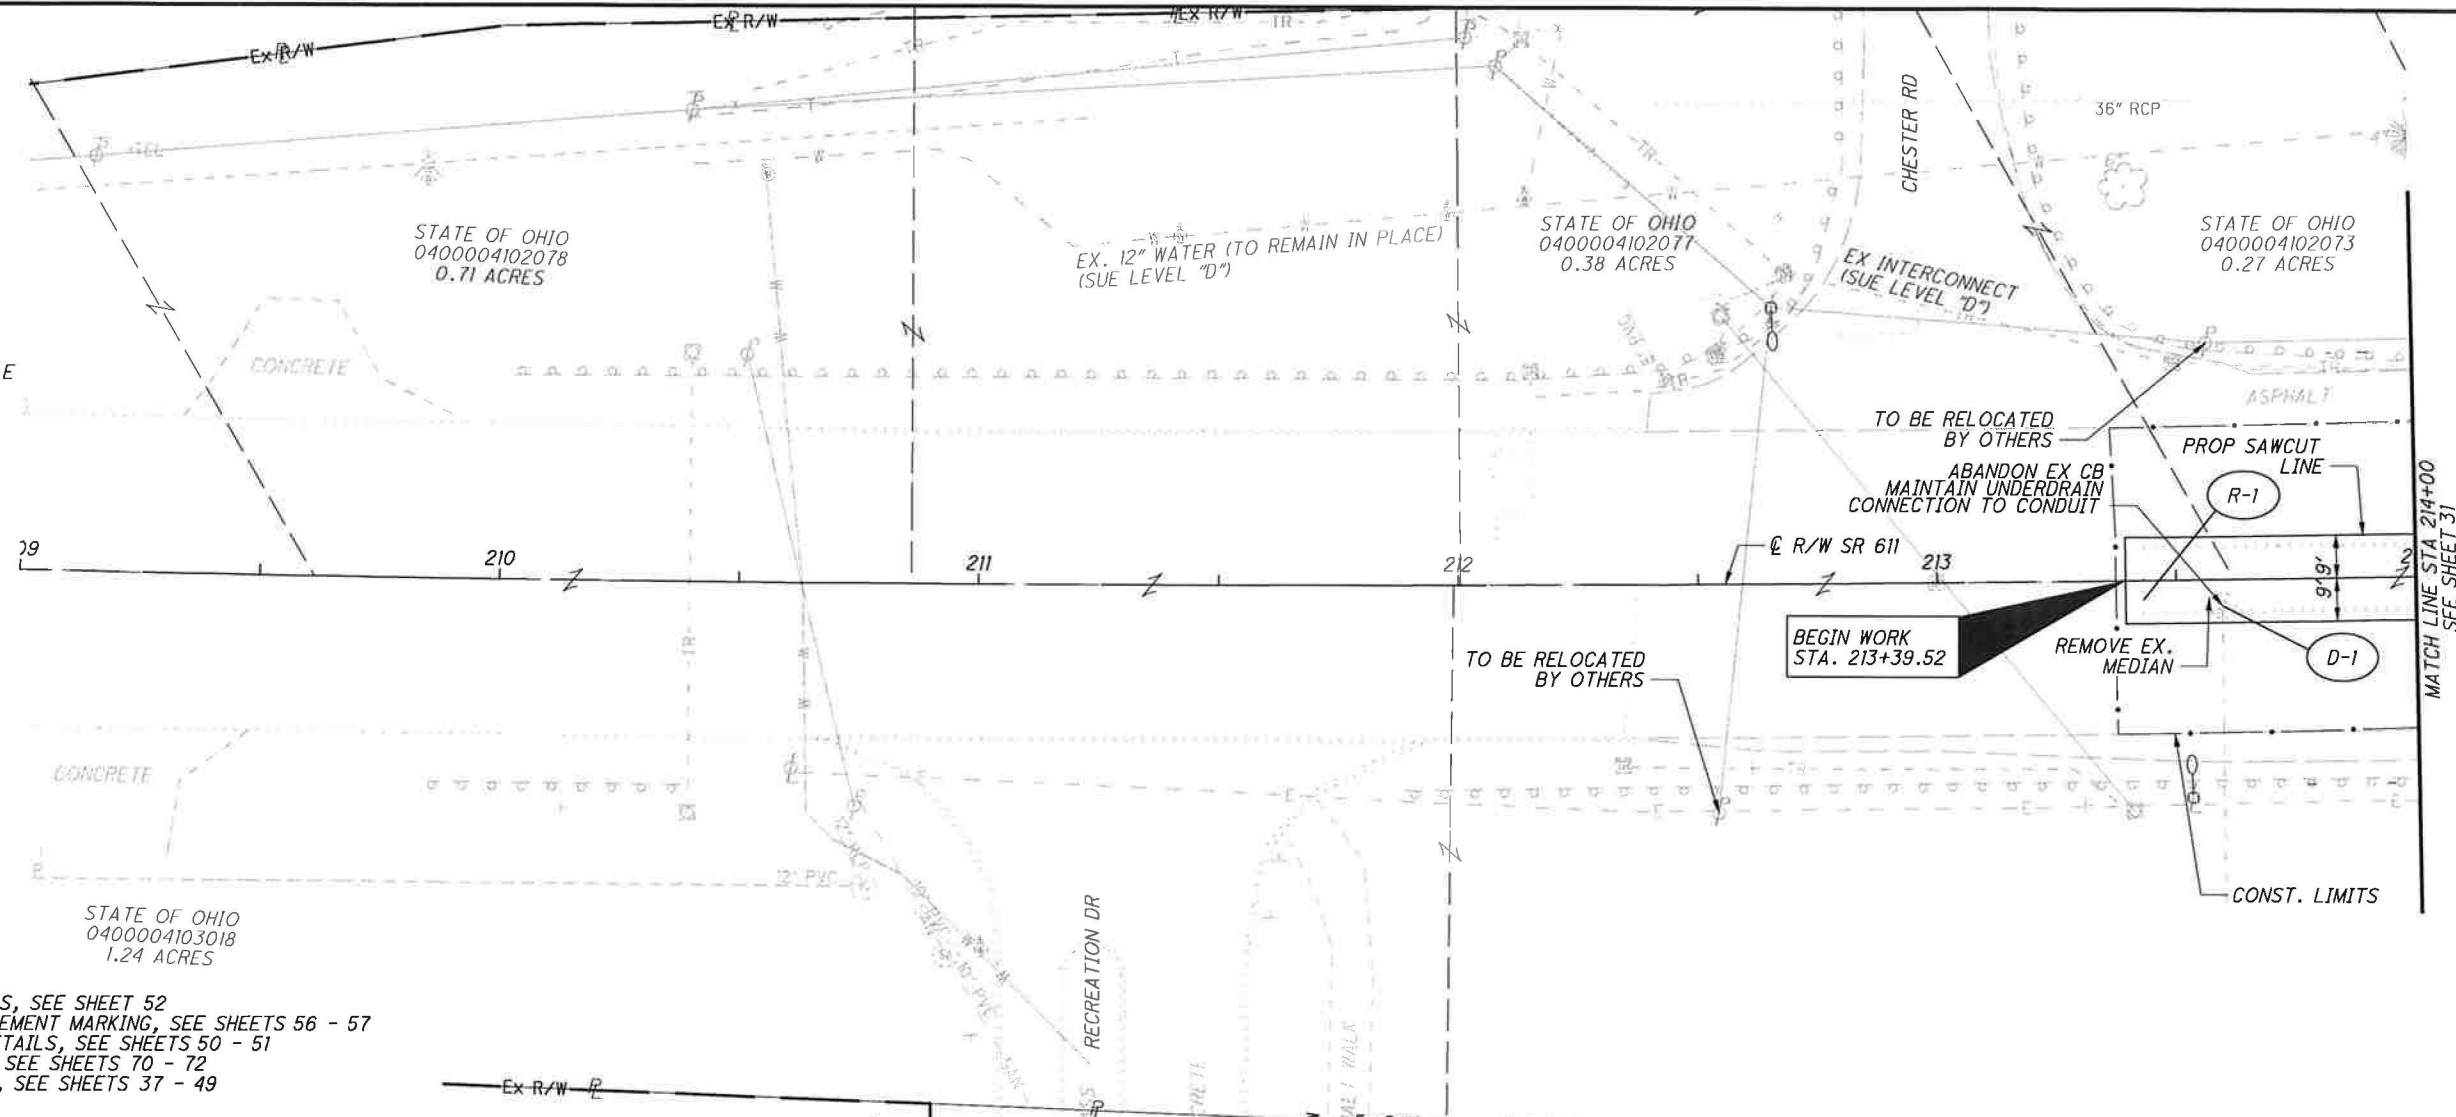 Ex R/W
Ex R/W
Ex R/W
TR
TR
CHESTER RD
36" RCP
TEL
STATE OF OHIO
0400004102078
0.71 ACRES
EX. 12" WATER (TO REMAIN IN PLACE)
(SUE LEVEL "D")
STATE OF OHIO
0400004102077
0.38 ACRES
EX INTERCONNECT
(SUE LEVEL "D")
STATE OF OHIO
0400004102073
0.27 ACRES
E
CONCRETE
ASPHALT
TO BE RELOCATED
BY OTHERS
PROP SAWCUT
LINE
ABANDON EX CB
MAINTAIN UNDERDRAIN
CONNECTION TO CONDUIT
R-1
MATCH LINE STA 214+00
SEE SHEET 31
℄ R/W SR 611
210
211
212
213
9' 9'
BEGIN WORK
STA. 213+39.52
REMOVE EX.
MEDIAN
D-1
TO BE RELOCATED
BY OTHERS
CONCRETE
12" PVC
CONST. LIMITS
STATE OF OHIO
0400004103018
1.24 ACRES
RECREATION DR
S, SEE SHEET 52
EMENT MARKING, SEE SHEETS 56 - 57
ETAILS, SEE SHEETS 50 - 51
SEE SHEETS 70 - 72
, SEE SHEETS 37 - 49
Ex R/W
WALK